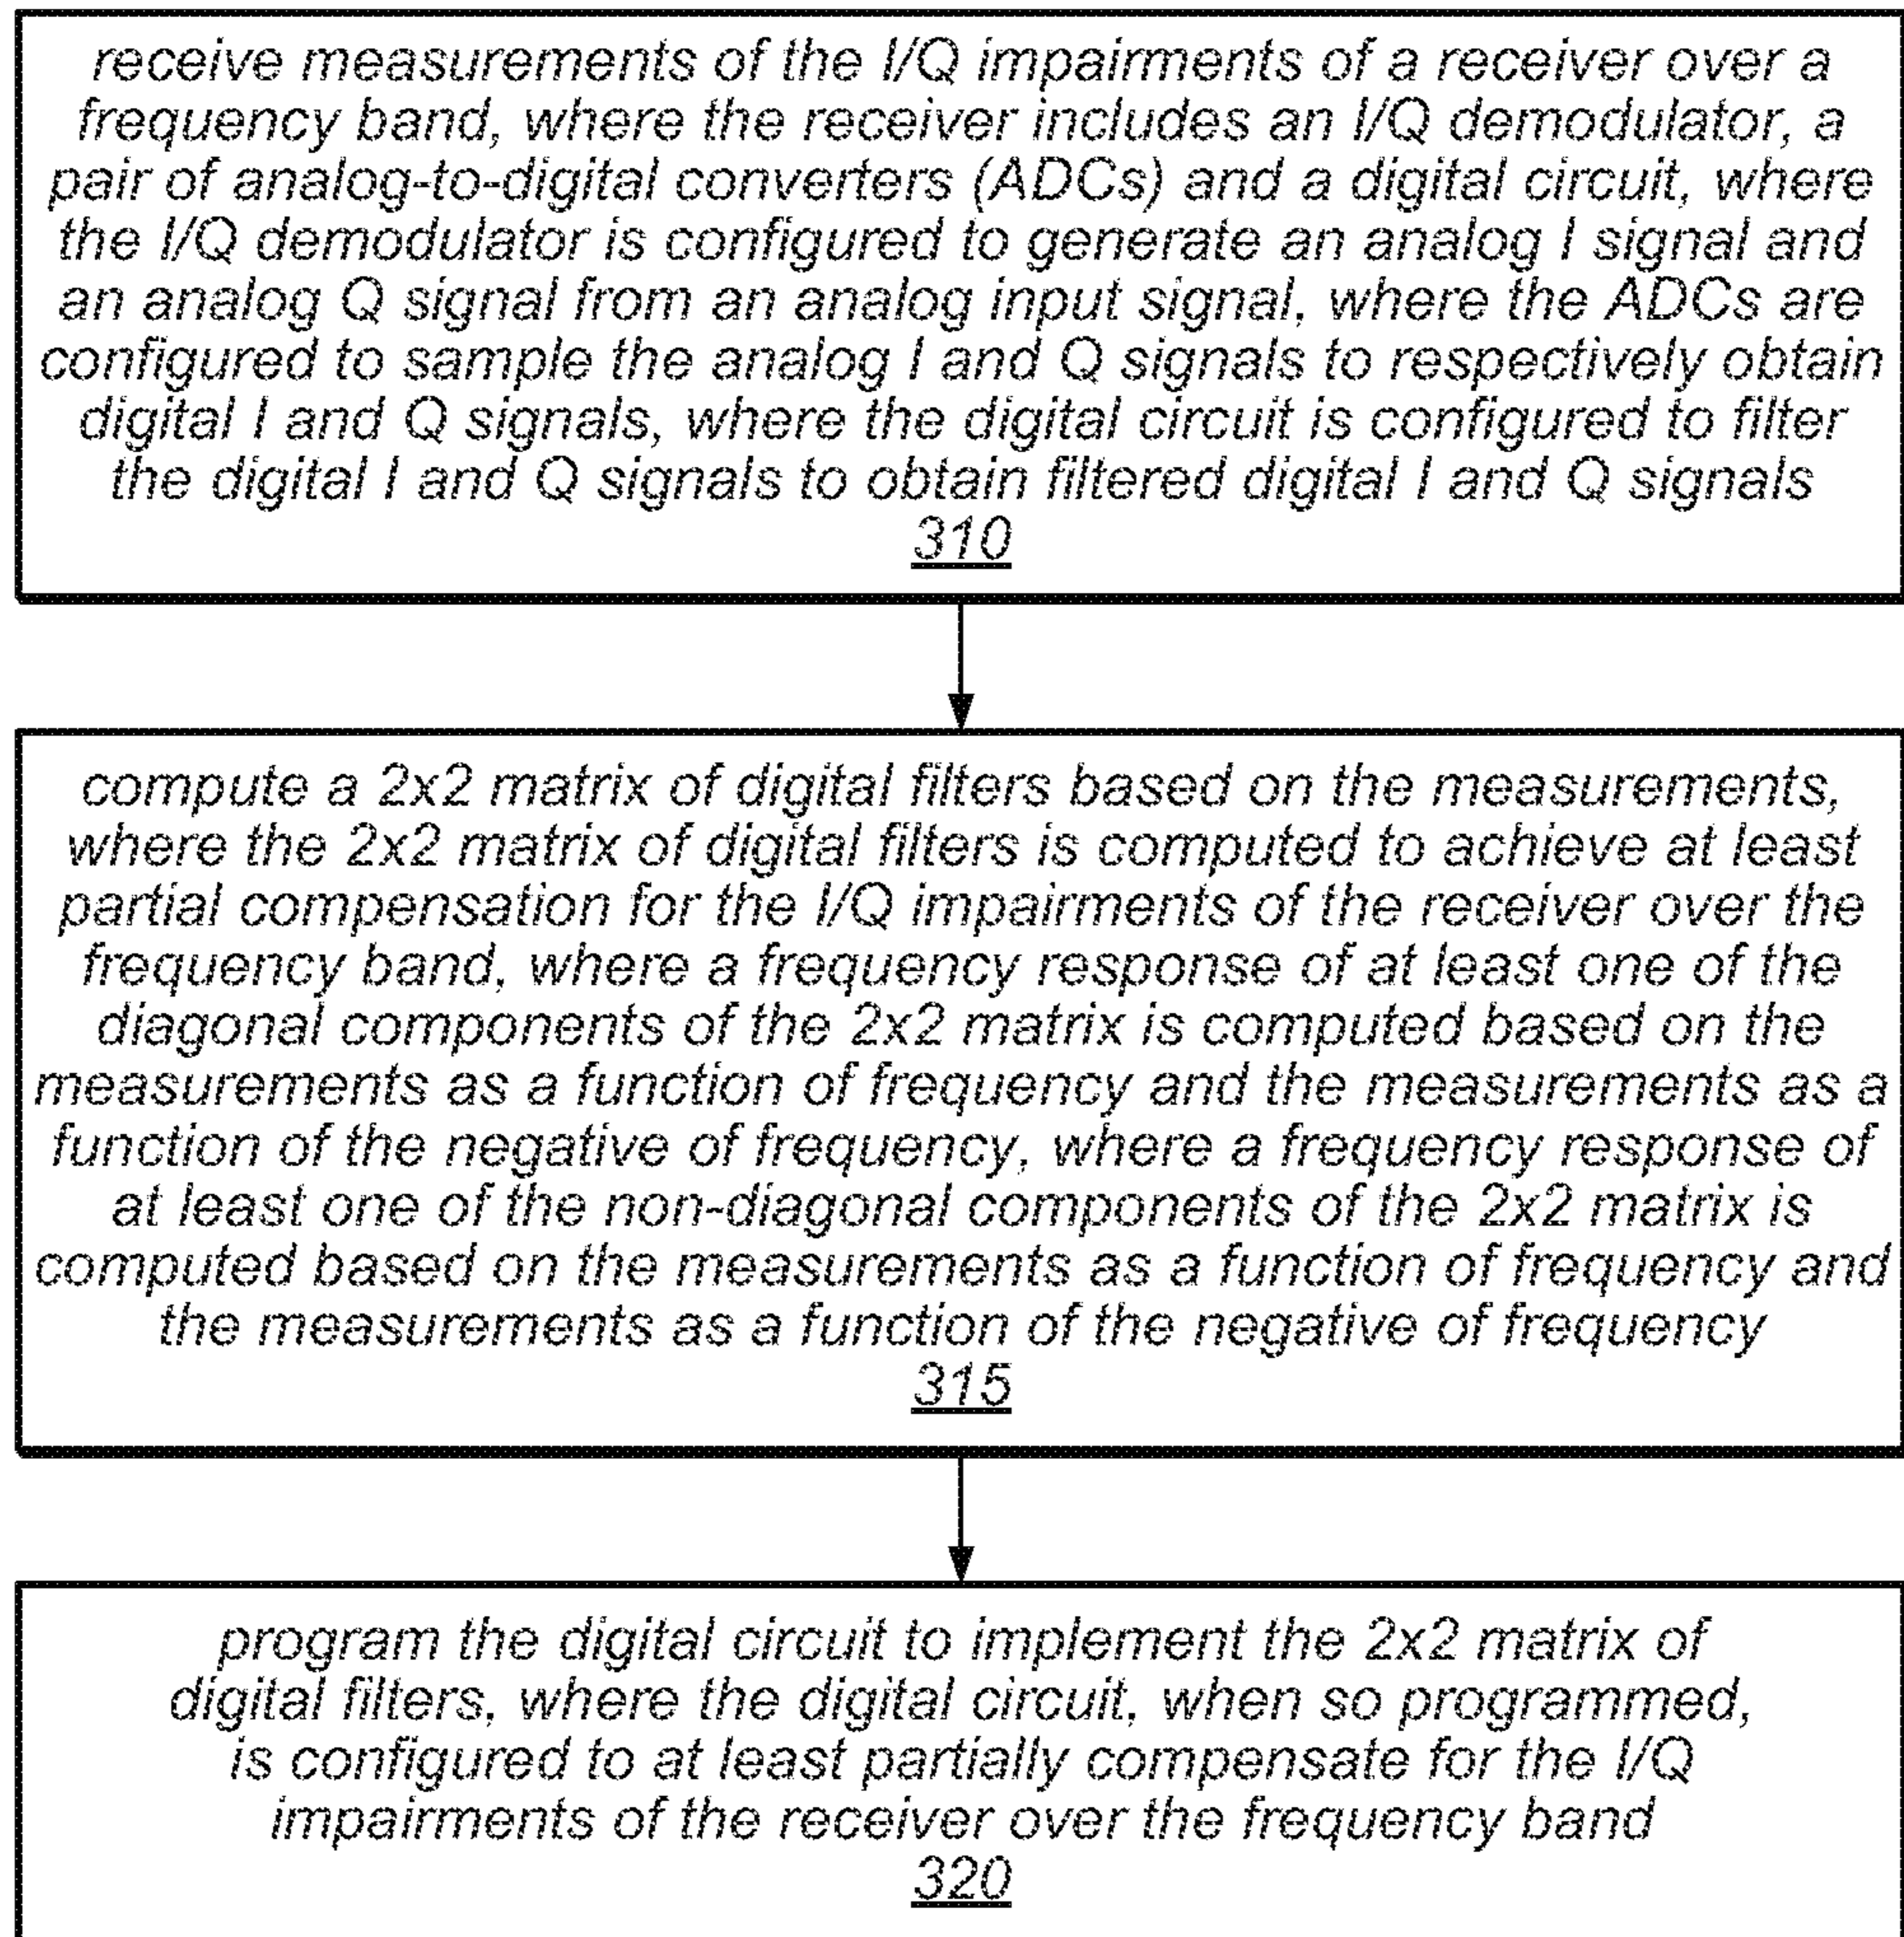 receive measurements of the I/Q impairments of a receiver over a
frequency band, where the receiver includes an I/Q demodulator, a
pair of analog-to-digital converters (ADCs) and a digital circuit, where
the I/Q demodulator is configured to generate an analog I signal and
an analog Q signal from an analog input signal, where the ADCs are
configured to sample the analog I and Q signals to respectively obtain
digital I and Q signals, where the digital circuit is configured to filter
the digital I and Q signals to obtain filtered digital I and Q signals
310
compute a 2x2 matrix of digital filters based on the measurements,
where the 2x2 matrix of digital filters is computed to achieve at least
partial compensation for the I/Q impairments of the receiver over the
frequency band, where a frequency response of at least one of the
diagonal components of the 2x2 matrix is computed based on the
measurements as a function of frequency and the measurements as a
function of the negative of frequency, where a frequency response of
at least one of the non-diagonal components of the 2x2 matrix is
computed based on the measurements as a function of frequency and
the measurements as a function of the negative of frequency
315
program the digital circuit to implement the 2x2 matrix of
digital filters, where the digital circuit, when so programmed,
is configured to at least partially compensate for the I/Q
impairments of the receiver over the frequency band
320